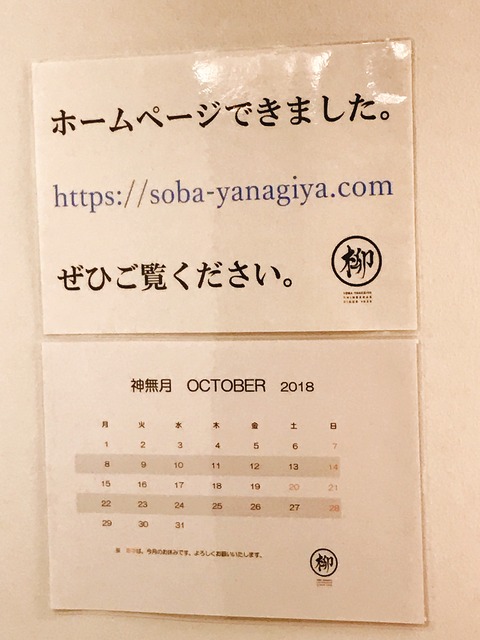 ホームページできました。
https://soba-yanagiya.com
ぜひご覧ください。
柳
神無月 OCTOBER 2018
月 火 水 木 金 土 日
1 2 3 4 5 6 7
8 9 10 11 12 13 14
15 16 17 18 19 20 21
22 23 24 25 26 27 28
29 30 31
は、今月のお休みです。よろしくお願いいたします。
柳